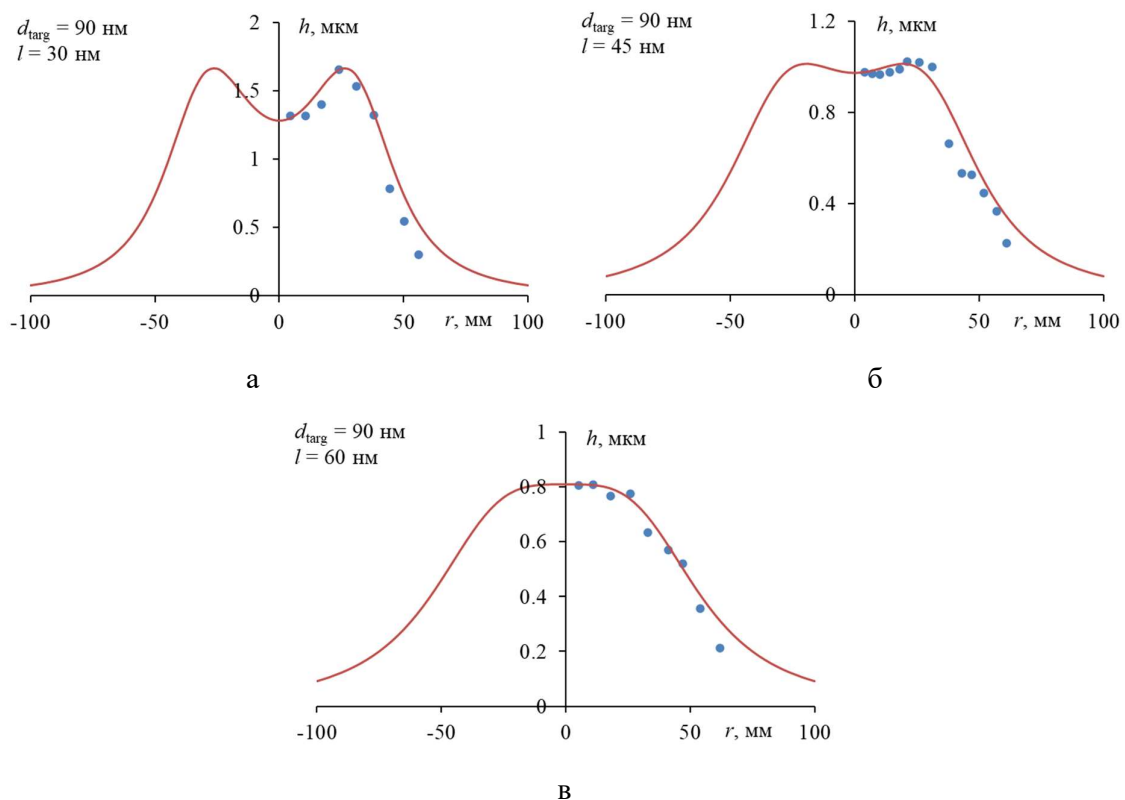 d_targ = 90 нм
l = 30 нм
h, мкм
2
1.5
1
0.5
0
-100
-50
0
50
r, мм
100
а
d_targ = 90 нм
l = 45 нм
h, мкм
1.2
0.8
0.4
0
-100
-50
0
50
r, мм
100
б
d_targ = 90 нм
l = 60 нм
h, мкм
1
0.8
0.6
0.4
0.2
0
-100
-50
0
50
r, мм
100
в